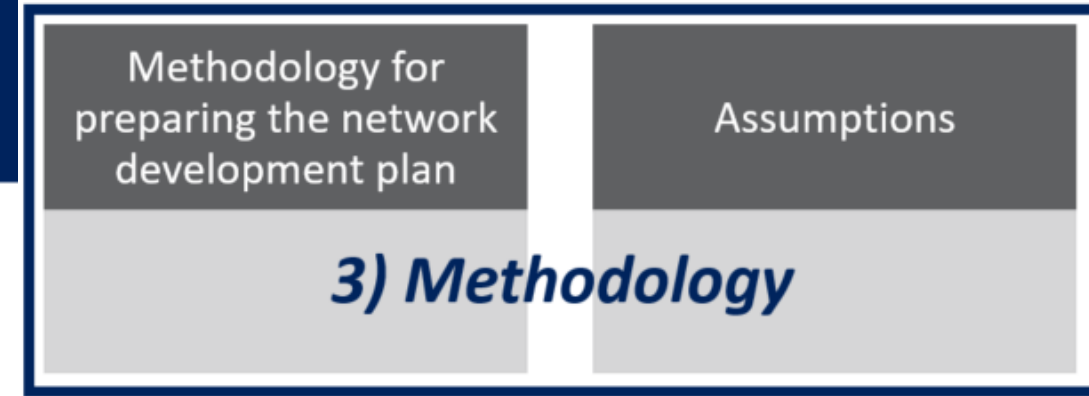 Methodology for
preparing the network
development plan
Assumptions
3) Methodology